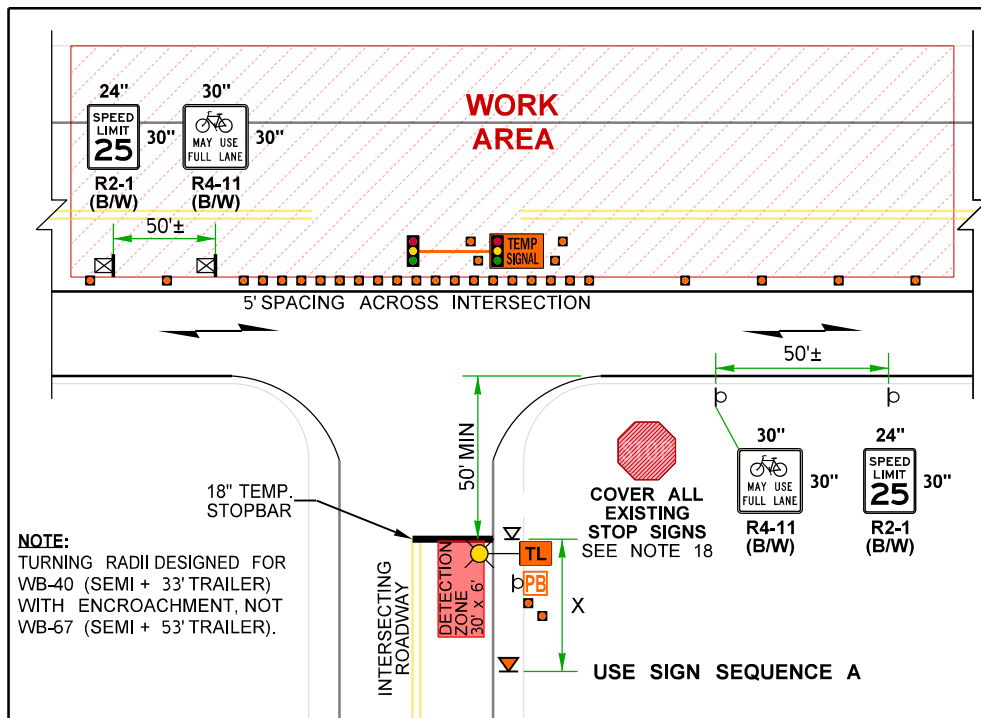 WORK
AREA
24"
30"
SPEED
LIMIT
25
30"
MAY USE
FULL LANE
30"
R2-1
(B/W)
R4-11
(B/W)
50'±
TEMP
SIGNAL
5' SPACING ACROSS INTERSECTION
50'±
50' MIN
STOP
COVER ALL
EXISTING
STOP SIGNS
SEE NOTE 18
30"
MAY USE
FULL LANE
30"
R4-11
(B/W)
24"
SPEED
LIMIT
25
30"
R2-1
(B/W)
18" TEMP.
STOPBAR
NOTE:
TURNING RADII DESIGNED FOR
WB-40 (SEMI + 33' TRAILER)
WITH ENCROACHMENT, NOT
WB-67 (SEMI + 53' TRAILER).
INTERSECTING
ROADWAY
DETECTION
ZONE
30' x 6'
TL
PB
X
USE SIGN SEQUENCE A